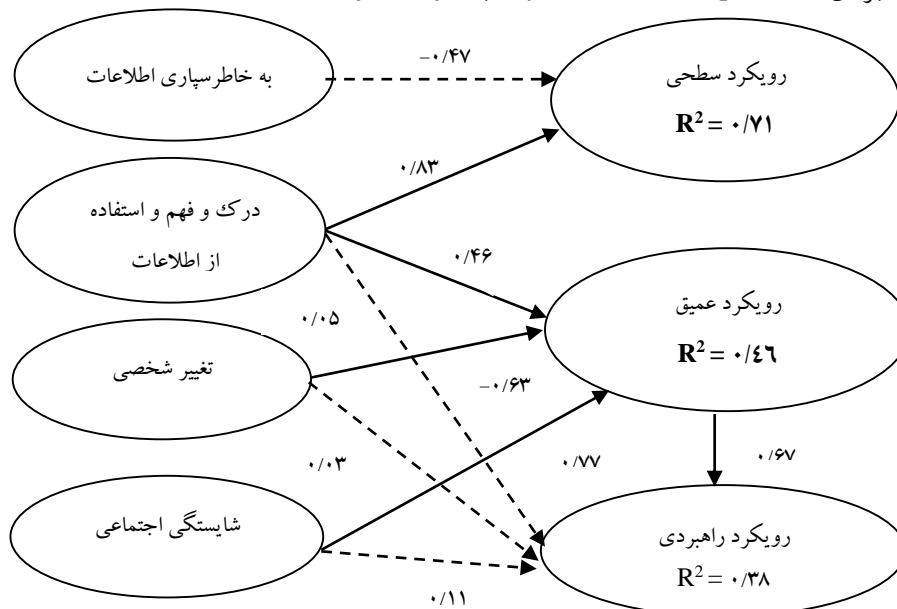 به خاطرسپاری اطلاعات
-۰/۴۷
رویکرد سطحی
R² = ۰/۷۱
۰/۸۳
درک و فهم و استفاده
از اطلاعات
۰/۴۶
رویکرد عمیق
R² = ۰/٤٦
۰/۰۵
تغییر شخصی
-۰/۶۳
۰/۰۳
۰/۷۷
۰/۶۷
شایستگی اجتماعی
رویکرد راهبردی
R² = ۰/۳۸
۰/۱۱